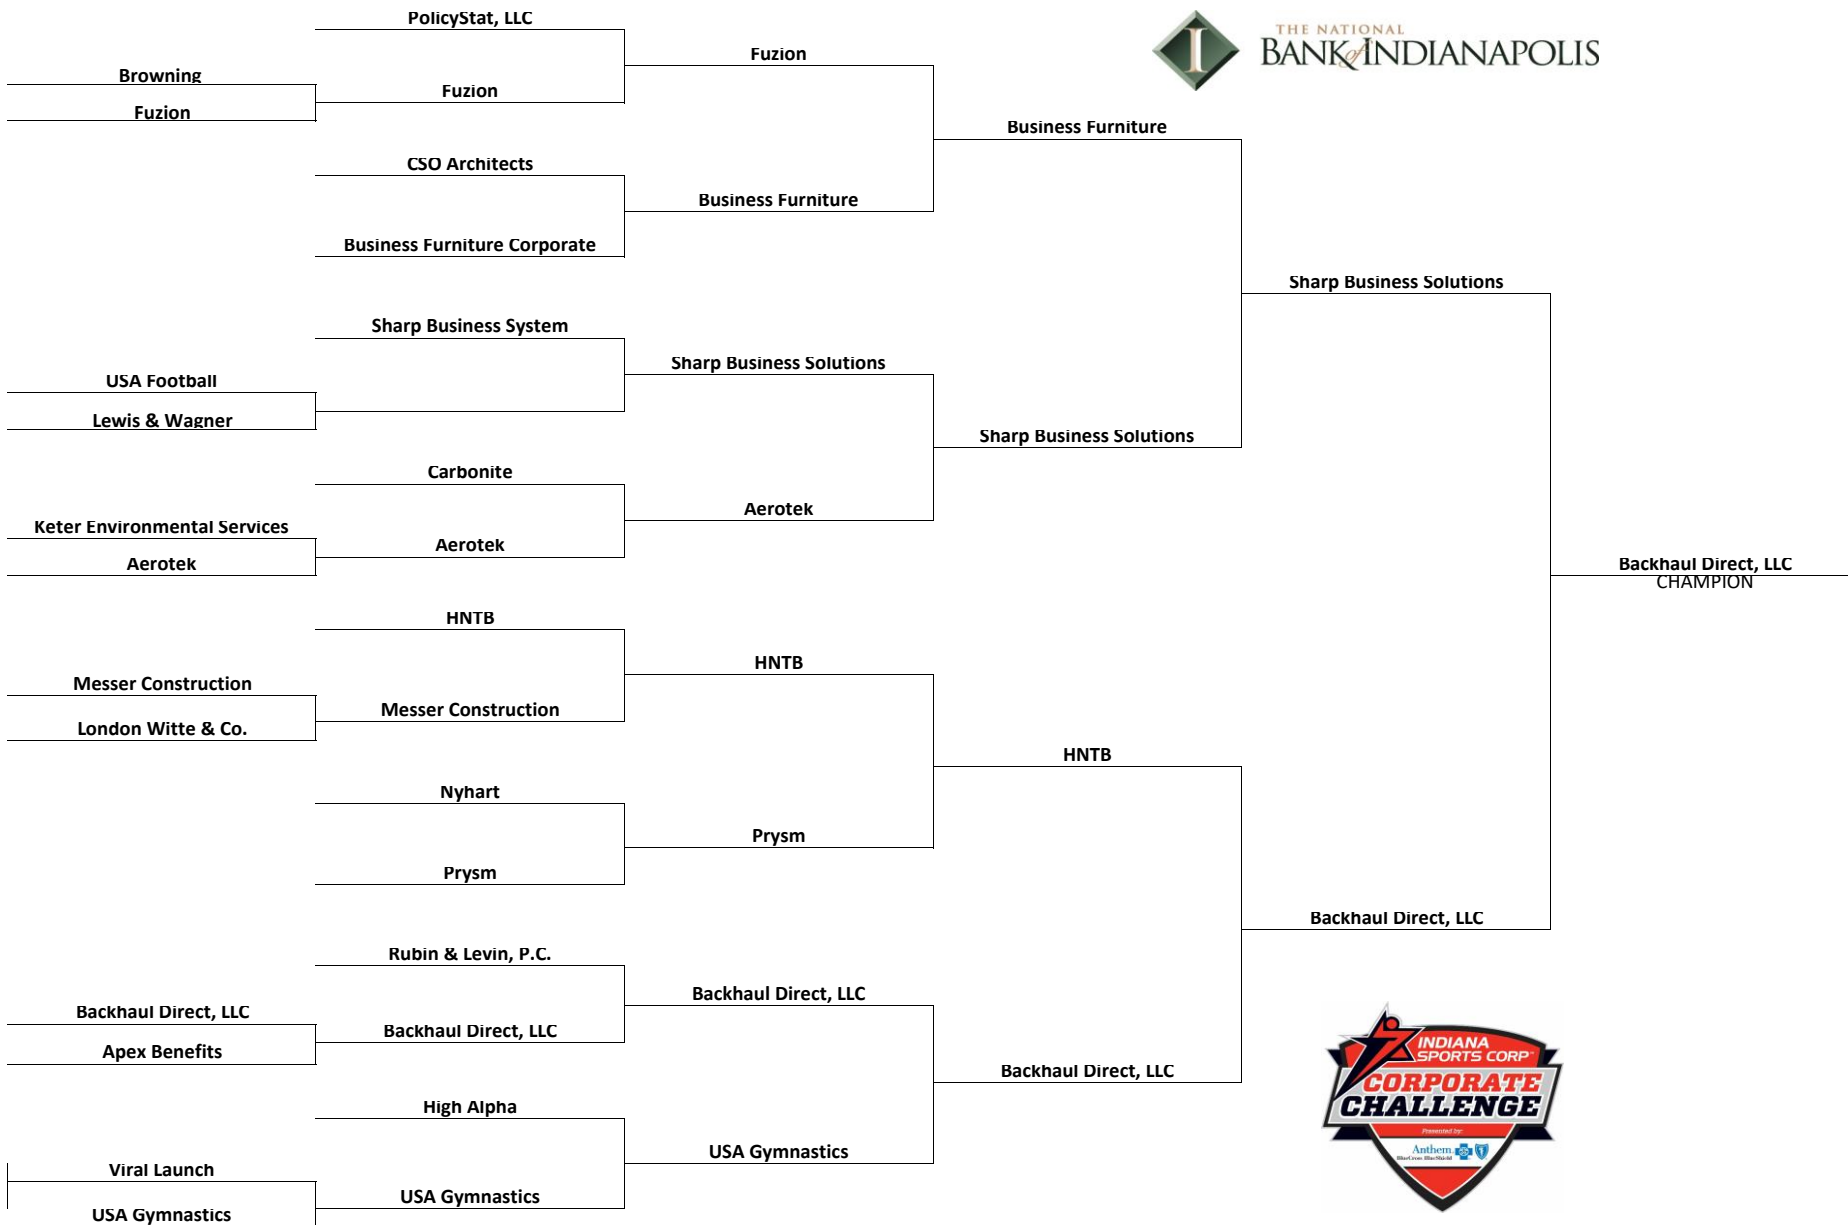 PolicyStat, LLC
THE NATIONAL
BANK of INDIANAPOLIS
Fuzion
Browning
Fuzion
Fuzion
Business Furniture
CSO Architects
Business Furniture
Business Furniture Corporate
Sharp Business Solutions
Sharp Business System
Sharp Business Solutions
USA Football
Lewis & Wagner
Sharp Business Solutions
Carbonite
Aerotek
Keter Environmental Services
Aerotek
Aerotek
Backhaul Direct, LLC
CHAMPION
HNTB
HNTB
Messer Construction
Messer Construction
London Witte & Co.
HNTB
Nyhart
Prysm
Prysm
Backhaul Direct, LLC
Rubin & Levin, P.C.
Backhaul Direct, LLC
Backhaul Direct, LLC
Backhaul Direct, LLC
Apex Benefits
Backhaul Direct, LLC
High Alpha
USA Gymnastics
Viral Launch
USA Gymnastics
USA Gymnastics
INDIANA
SPORTS CORP
CORPORATE
CHALLENGE
Presented by:
Anthem
BlueCross BlueShield